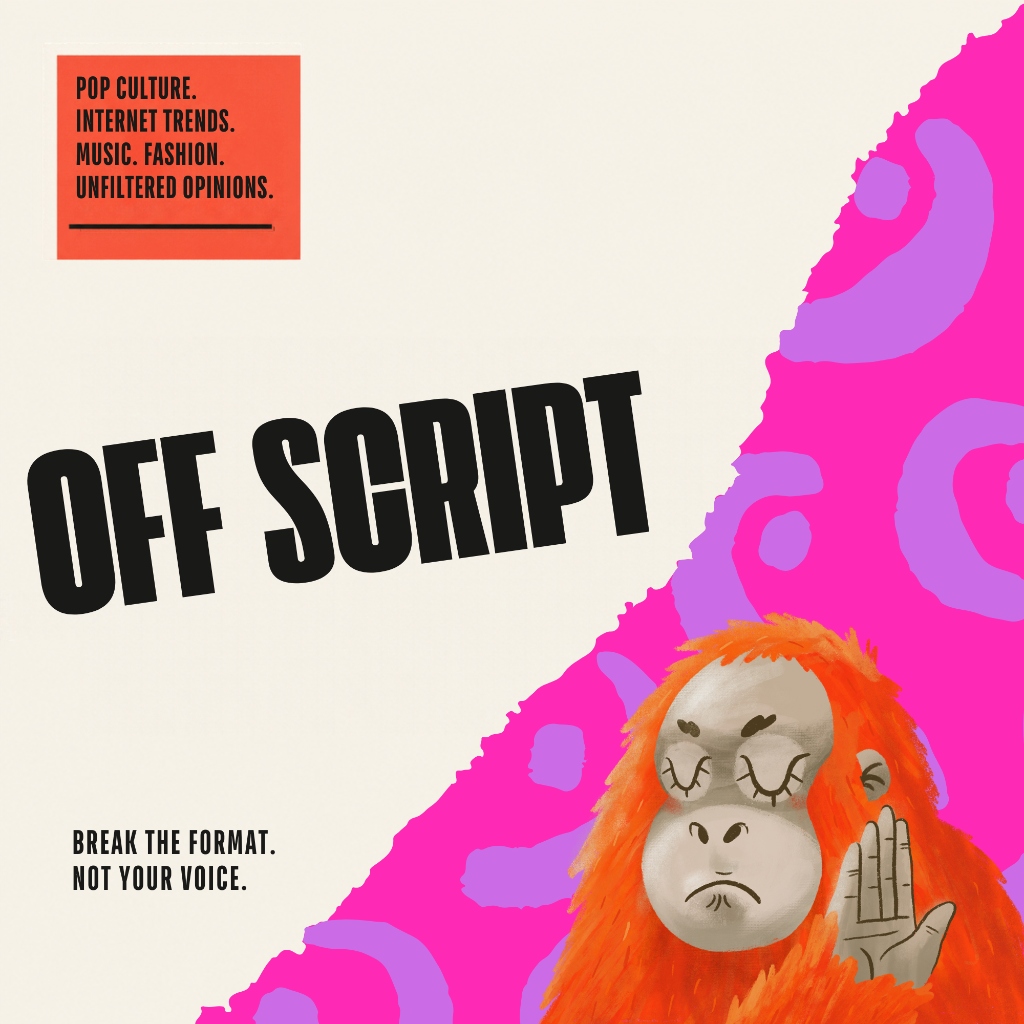 POP CULTURE.
INTERNET TRENDS.
MUSIC. FASHION.
UNFILTERED OPINIONS.
OFF SCRIPT
BREAK THE FORMAT.
NOT YOUR VOICE.